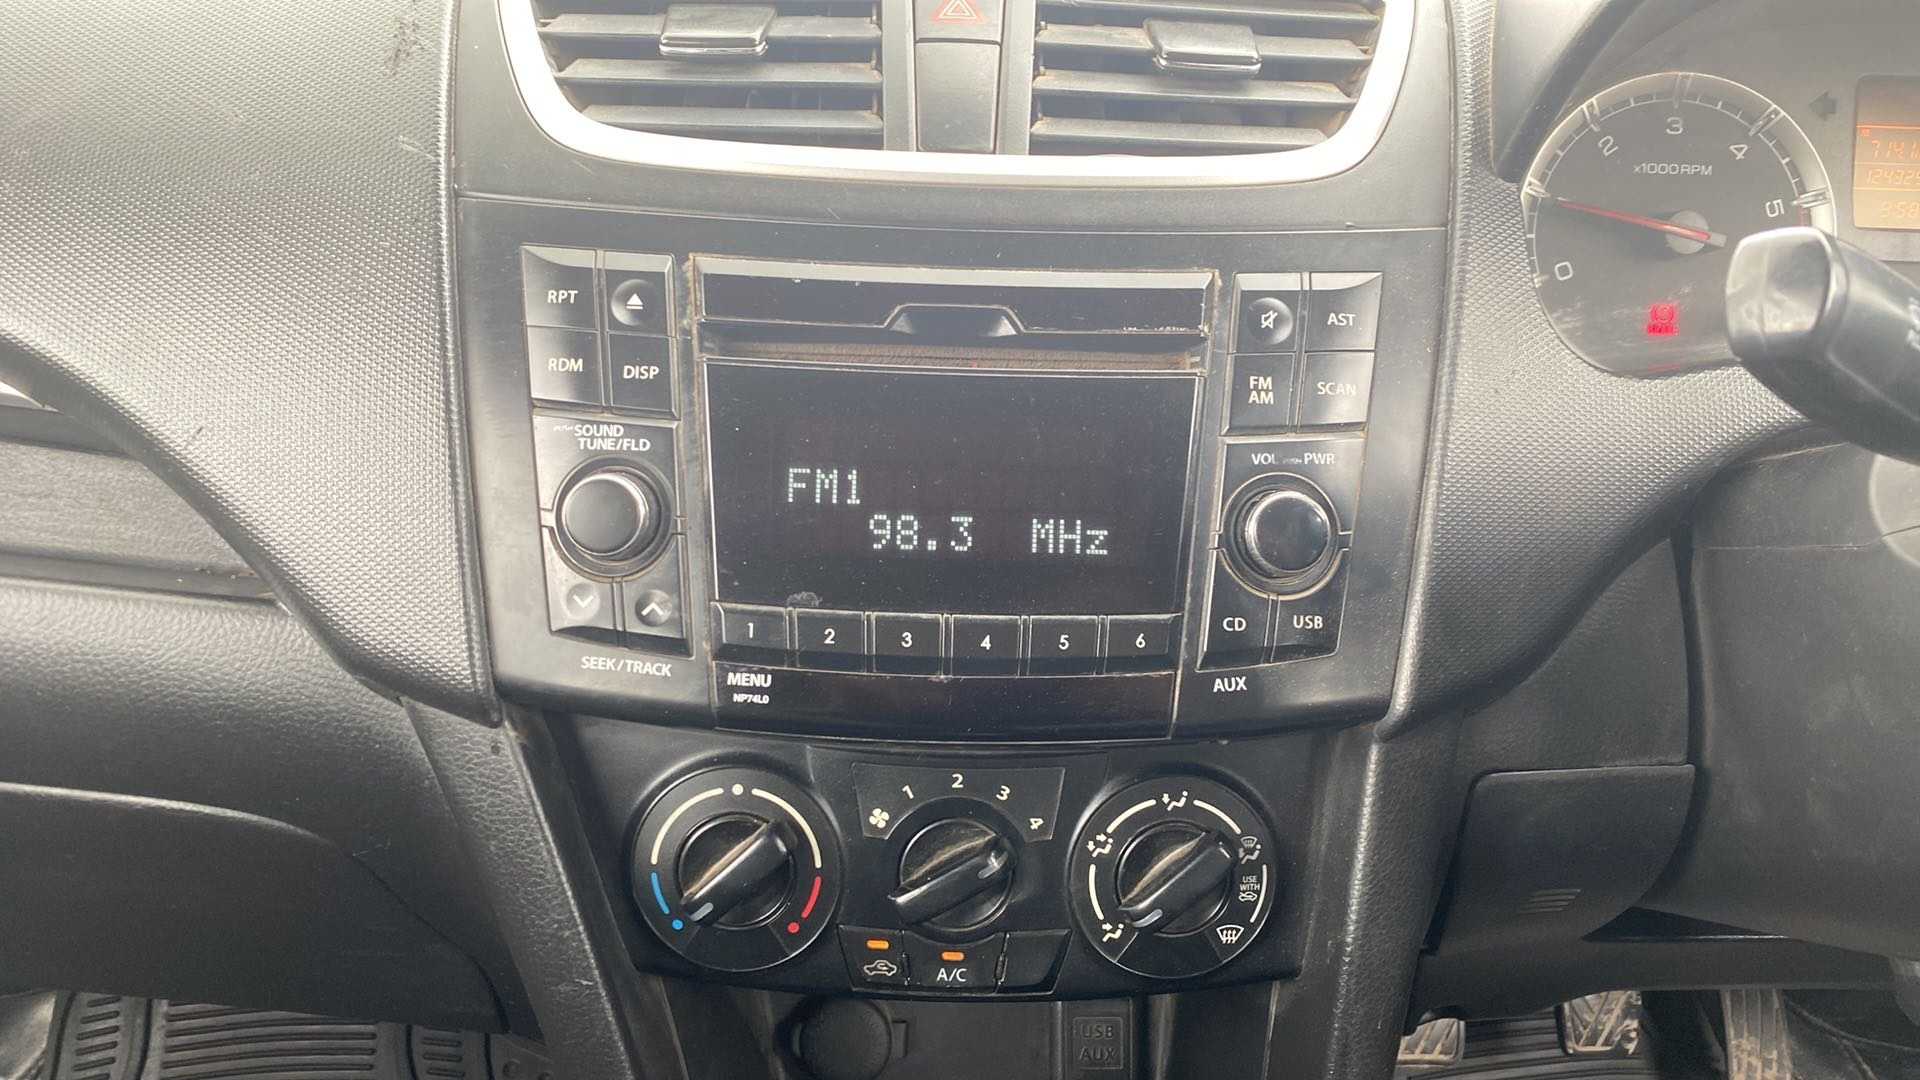 2
3
4
5
0
x1000RPM
RPT
RDM
DISP
SOUND
TUNE/FLD
SEEK/TRACK
FM1
98.3 MHz
1 2 3 4 5 6
MENU
NP74L0
AST
FM
AM
SCAN
VOL PWR
CD
USB
AUX
1 2 3 4
USE
WITH
A/C
USB
AUX